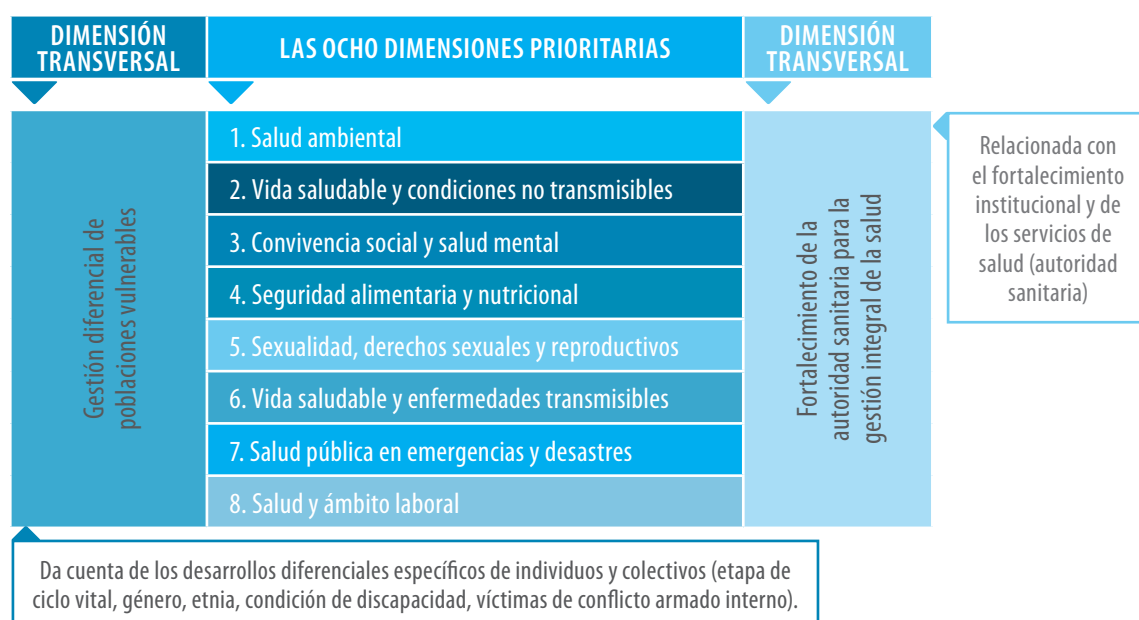 DIMENSIÓN
TRANSVERSAL
LAS OCHO DIMENSIONES PRIORITARIAS
DIMENSIÓN
TRANSVERSAL
Gestión diferencial de
poblaciones vulnerables
1. Salud ambiental
2. Vida saludable y condiciones no transmisibles
3. Convivencia social y salud mental
4. Seguridad alimentaria y nutricional
5. Sexualidad, derechos sexuales y reproductivos
6. Vida saludable y enfermedades transmisibles
7. Salud pública en emergencias y desastres
8. Salud y ámbito laboral
Fortalecimiento de la
autoridad sanitaria para la
gestión integral de la salud
Relacionada con
el fortalecimiento
institucional y de
los servicios de
salud (autoridad
sanitaria)
Da cuenta de los desarrollos diferenciales específicos de individuos y colectivos (etapa de
ciclo vital, género, etnia, condición de discapacidad, víctimas de conflicto armado interno).